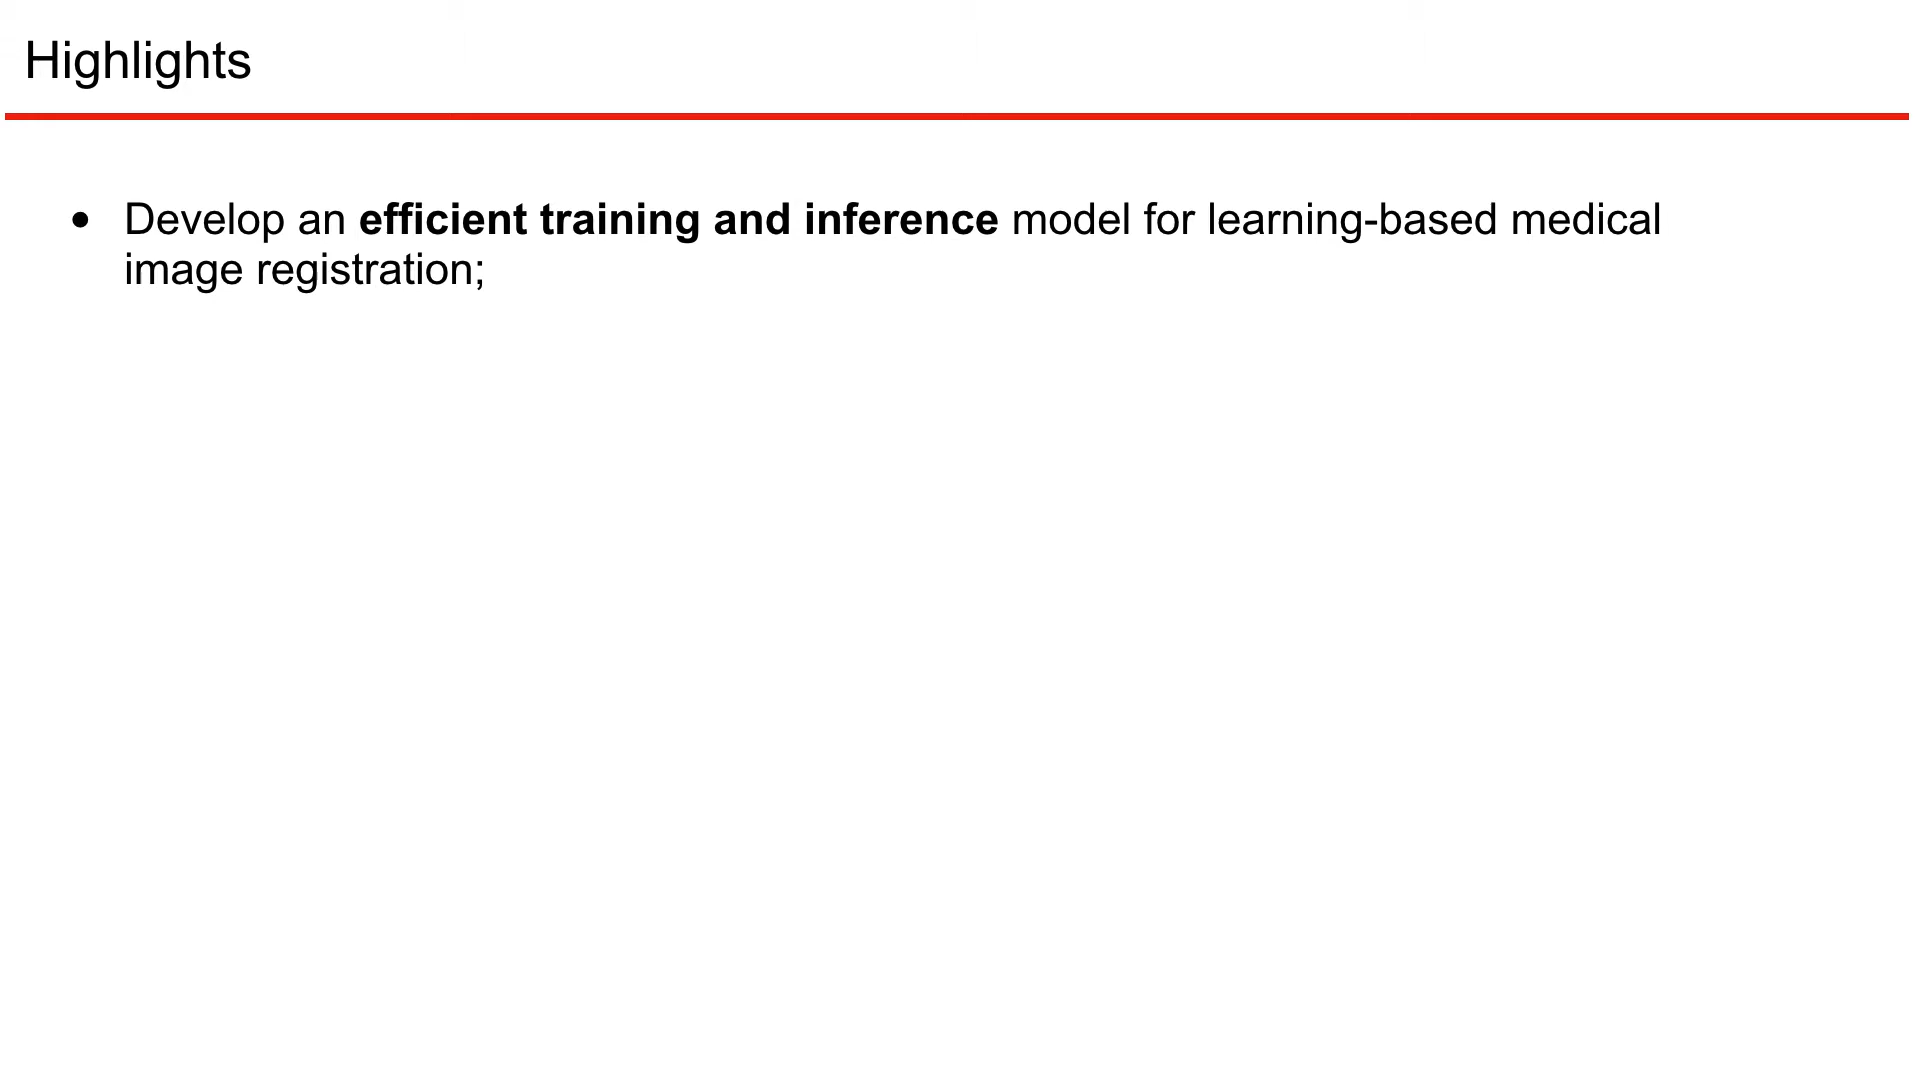 Highlights
● Develop an efficient training and inference model for learning-based medical
image registration;